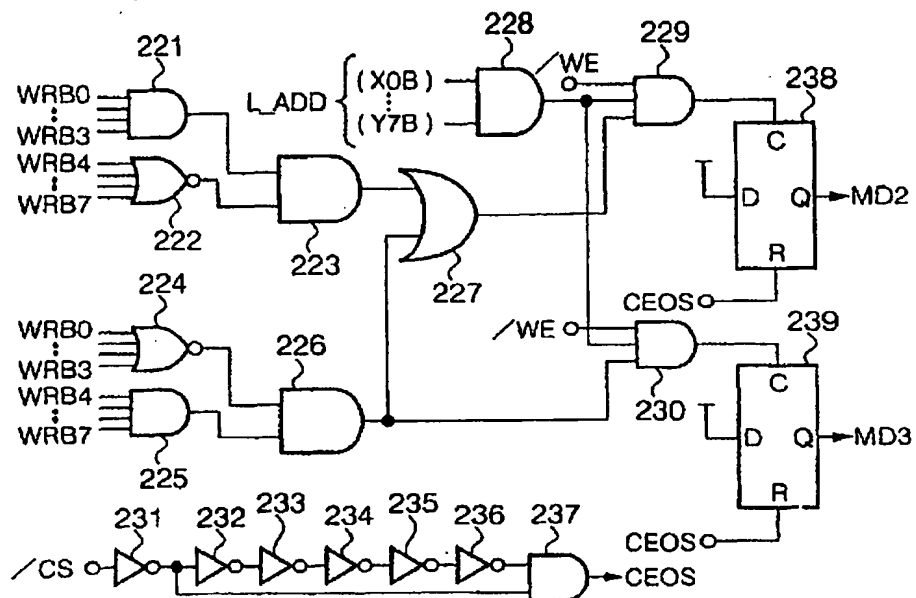 221
228
229
/WE
238
WRB0
WRB3
L_ADD
(X0B)
(Y7B)
C
WRB4
WRB7
D
Q
MD2
222
223
227
R
CEOS
224
226
/WE
239
WRB0
WRB3
C
WRB4
WRB7
230
D
Q
MD3
225
R
231
232
233
234
235
236
237
CEOS
/CS
CEOS